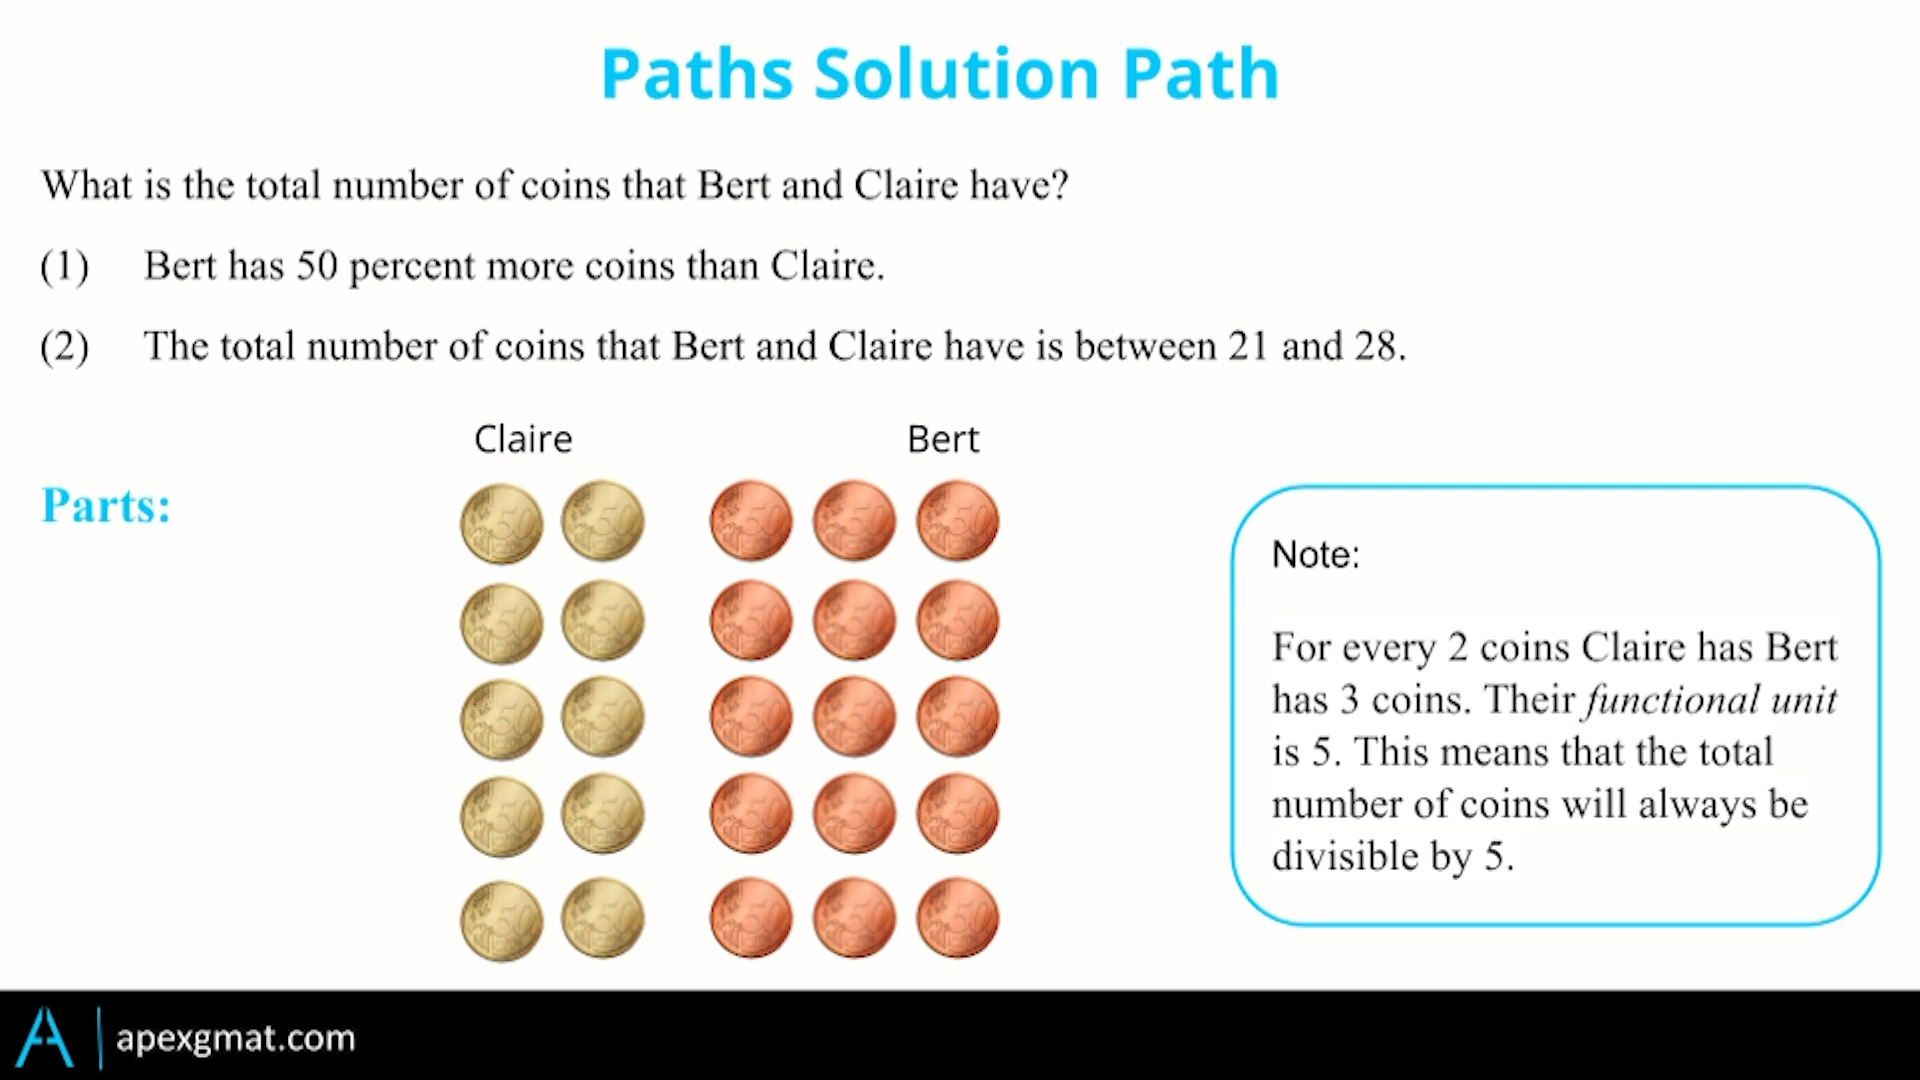 Paths Solution Path
What is the total number of coins that Bert and Claire have?
(1) Bert has 50 percent more coins than Claire.
(2) The total number of coins that Bert and Claire have is between 21 and 28.
Claire Bert
Parts:
Note:
For every 2 coins Claire has Bert
has 3 coins. Their functional unit
is 5. This means that the total
number of coins will always be
divisible by 5.
apexgmat.com